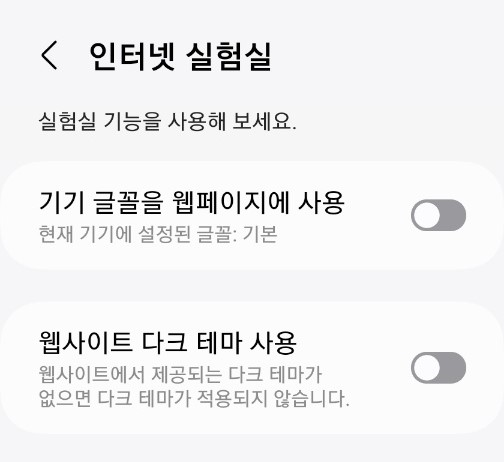 인터넷 실험실
실험실 기능을 사용해 보세요.
기기 글꼴을 웹페이지에 사용
현재 기기에 설정된 글꼴: 기본
웹사이트 다크 테마 사용
웹사이트에서 제공되는 다크 테마가
없으면 다크 테마가 적용되지 않습니다.